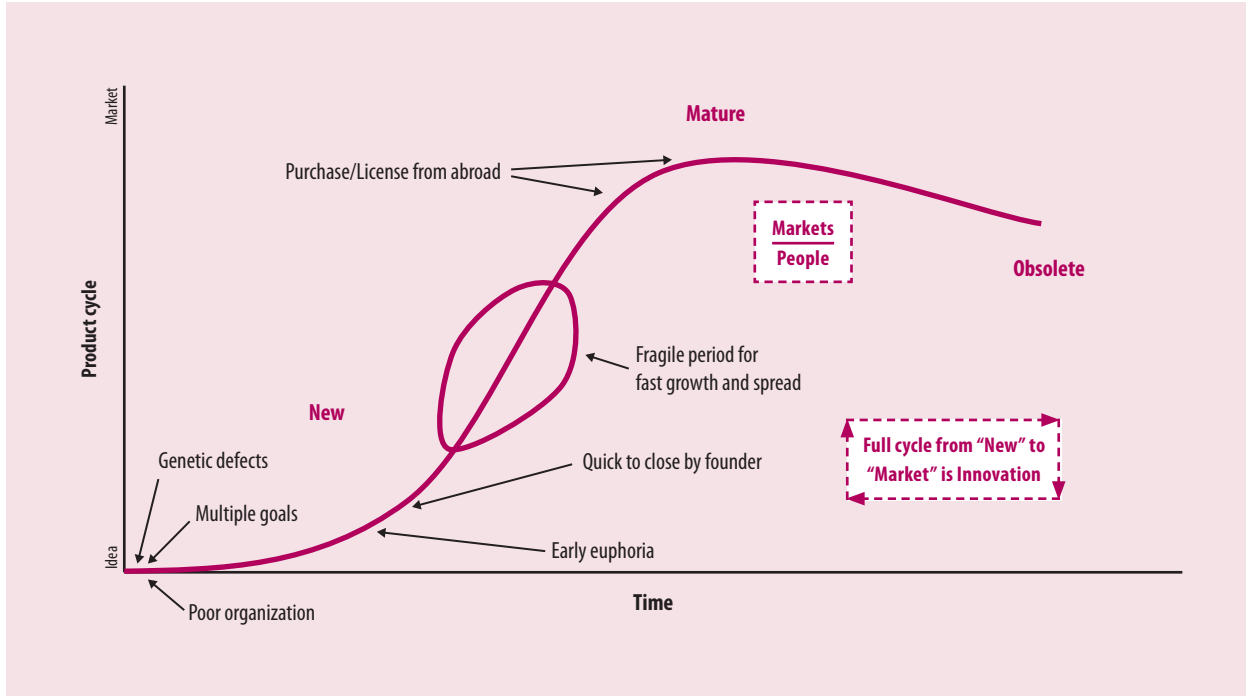 Market
Mature
Purchase/License from abroad
Markets
People
Obsolete
Product cycle
Fragile period for
fast growth and spread
New
Full cycle from “New” to
“Market” is Innovation
Genetic defects
Quick to close by founder
Multiple goals
Early euphoria
Idea
Time
Poor organization